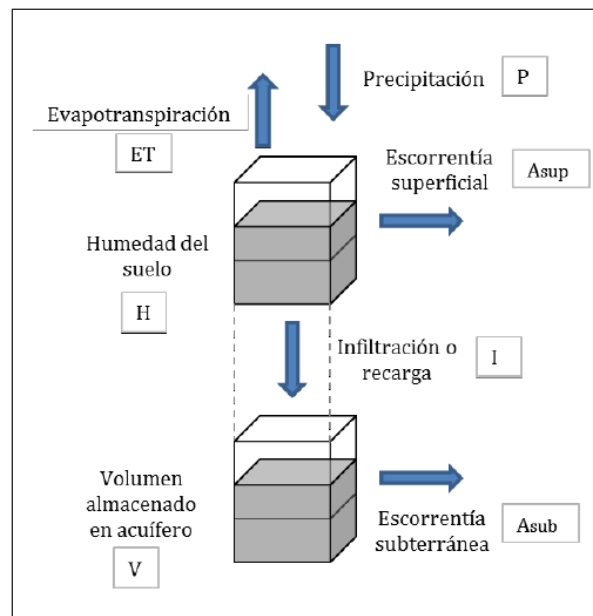 Precipitación
P
Evapotranspiración
ET
Escorrentía
superficial
Asup
Humedad del
suelo
H
Infiltración o
recarga
I
Volumen
almacenado
en acuífero
V
Escorrentía
subterránea
Asub